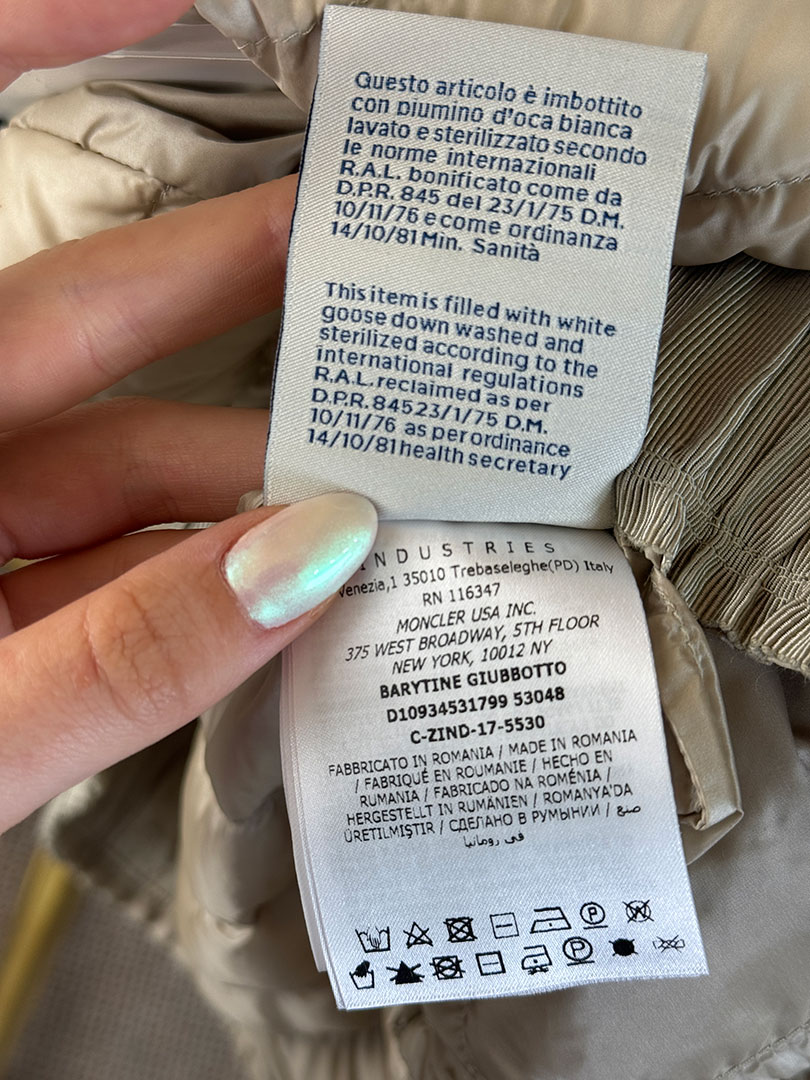 Questo articolo è imbottito
con piumino d'oca bianca
lavato e sterilizzato secondo
le norme internazionali
R.A.L. bonificato come da
D.P.R. 845 del 23/1/75 D.M.
10/11/76 e come ordinanza
14/10/81 Min. Sanità
This item is filled with white
goose down washed and
sterilized according to the
international regulations
R.A.L. reclaimed as per
D.P.R. 845 23/1/75 D.M.
10/11/76 as per ordinance
14/10/81 health secretary
INDUSTRIES
Venezia,1 35010 Trebaseleghe(PD) Italy
RN 116347
MONCLER USA INC.
375 WEST BROADWAY, 5TH FLOOR
NEW YORK, 10012 NY
BARYTINE GIUBBOTTO
D10934531799 53048
C-ZIND-17-5530
FABBRICATO IN ROMANIA / MADE IN ROMANIA
/ FABRIQUÉ EN ROUMANIE / HECHO EN
RUMANIA / FABRICADO NA ROMÉNIA /
HERGESTELLT IN RUMÄNIEN / ROMANYA'DA
ÜRETILMIŞTIR / СДЕЛАНО В РУМЫНИИ / صنع
في رومانيا
P W
P